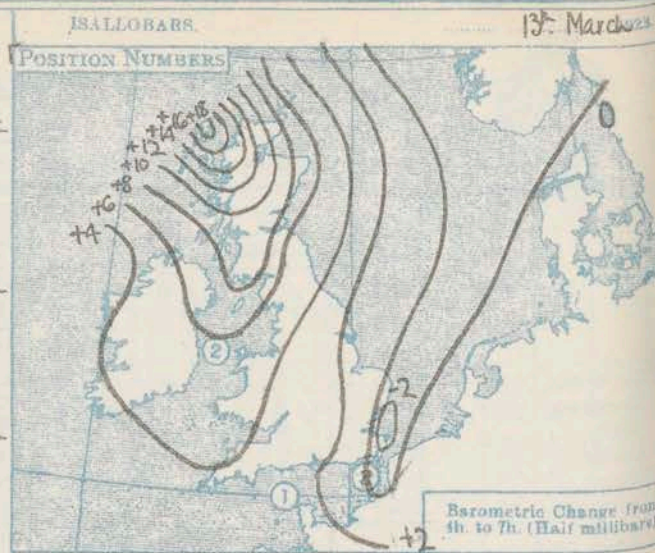 ISALLOBARS.
13th March
POSITION NUMBERS
+18
+16
+14
+12
+10
+8
+6
+4
0
2
-2
1
3
Barometric Change from
4h. to 7h. (Half millibars)
+2